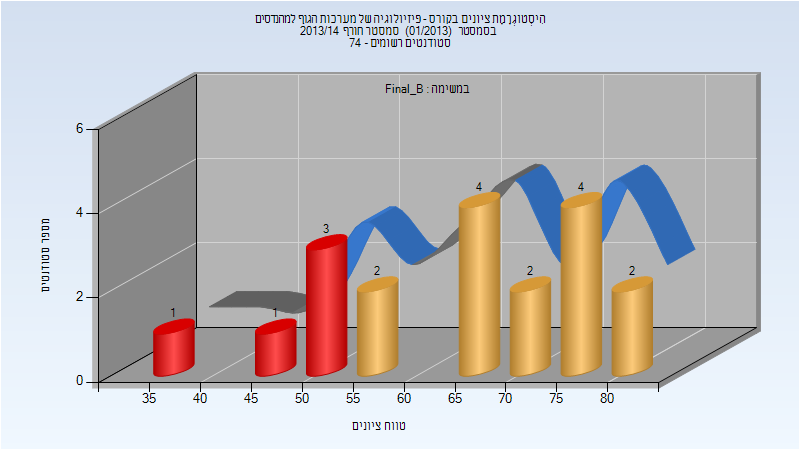 הִיסְטוֹגְרָמַת ציונים בקורס - פיזיולוגיה של מערכות הגוף למהנדסים
בסמסטר (01/2013) סמסטר חורף 2013/14
סטודנטים רשומים - 74
במשימה : Final_B
מספר סטודנטים
6
4
2
0
1
1
3
2
4
2
4
2
35 40 45 50 55 60 65 70 75 80
טווח ציונים